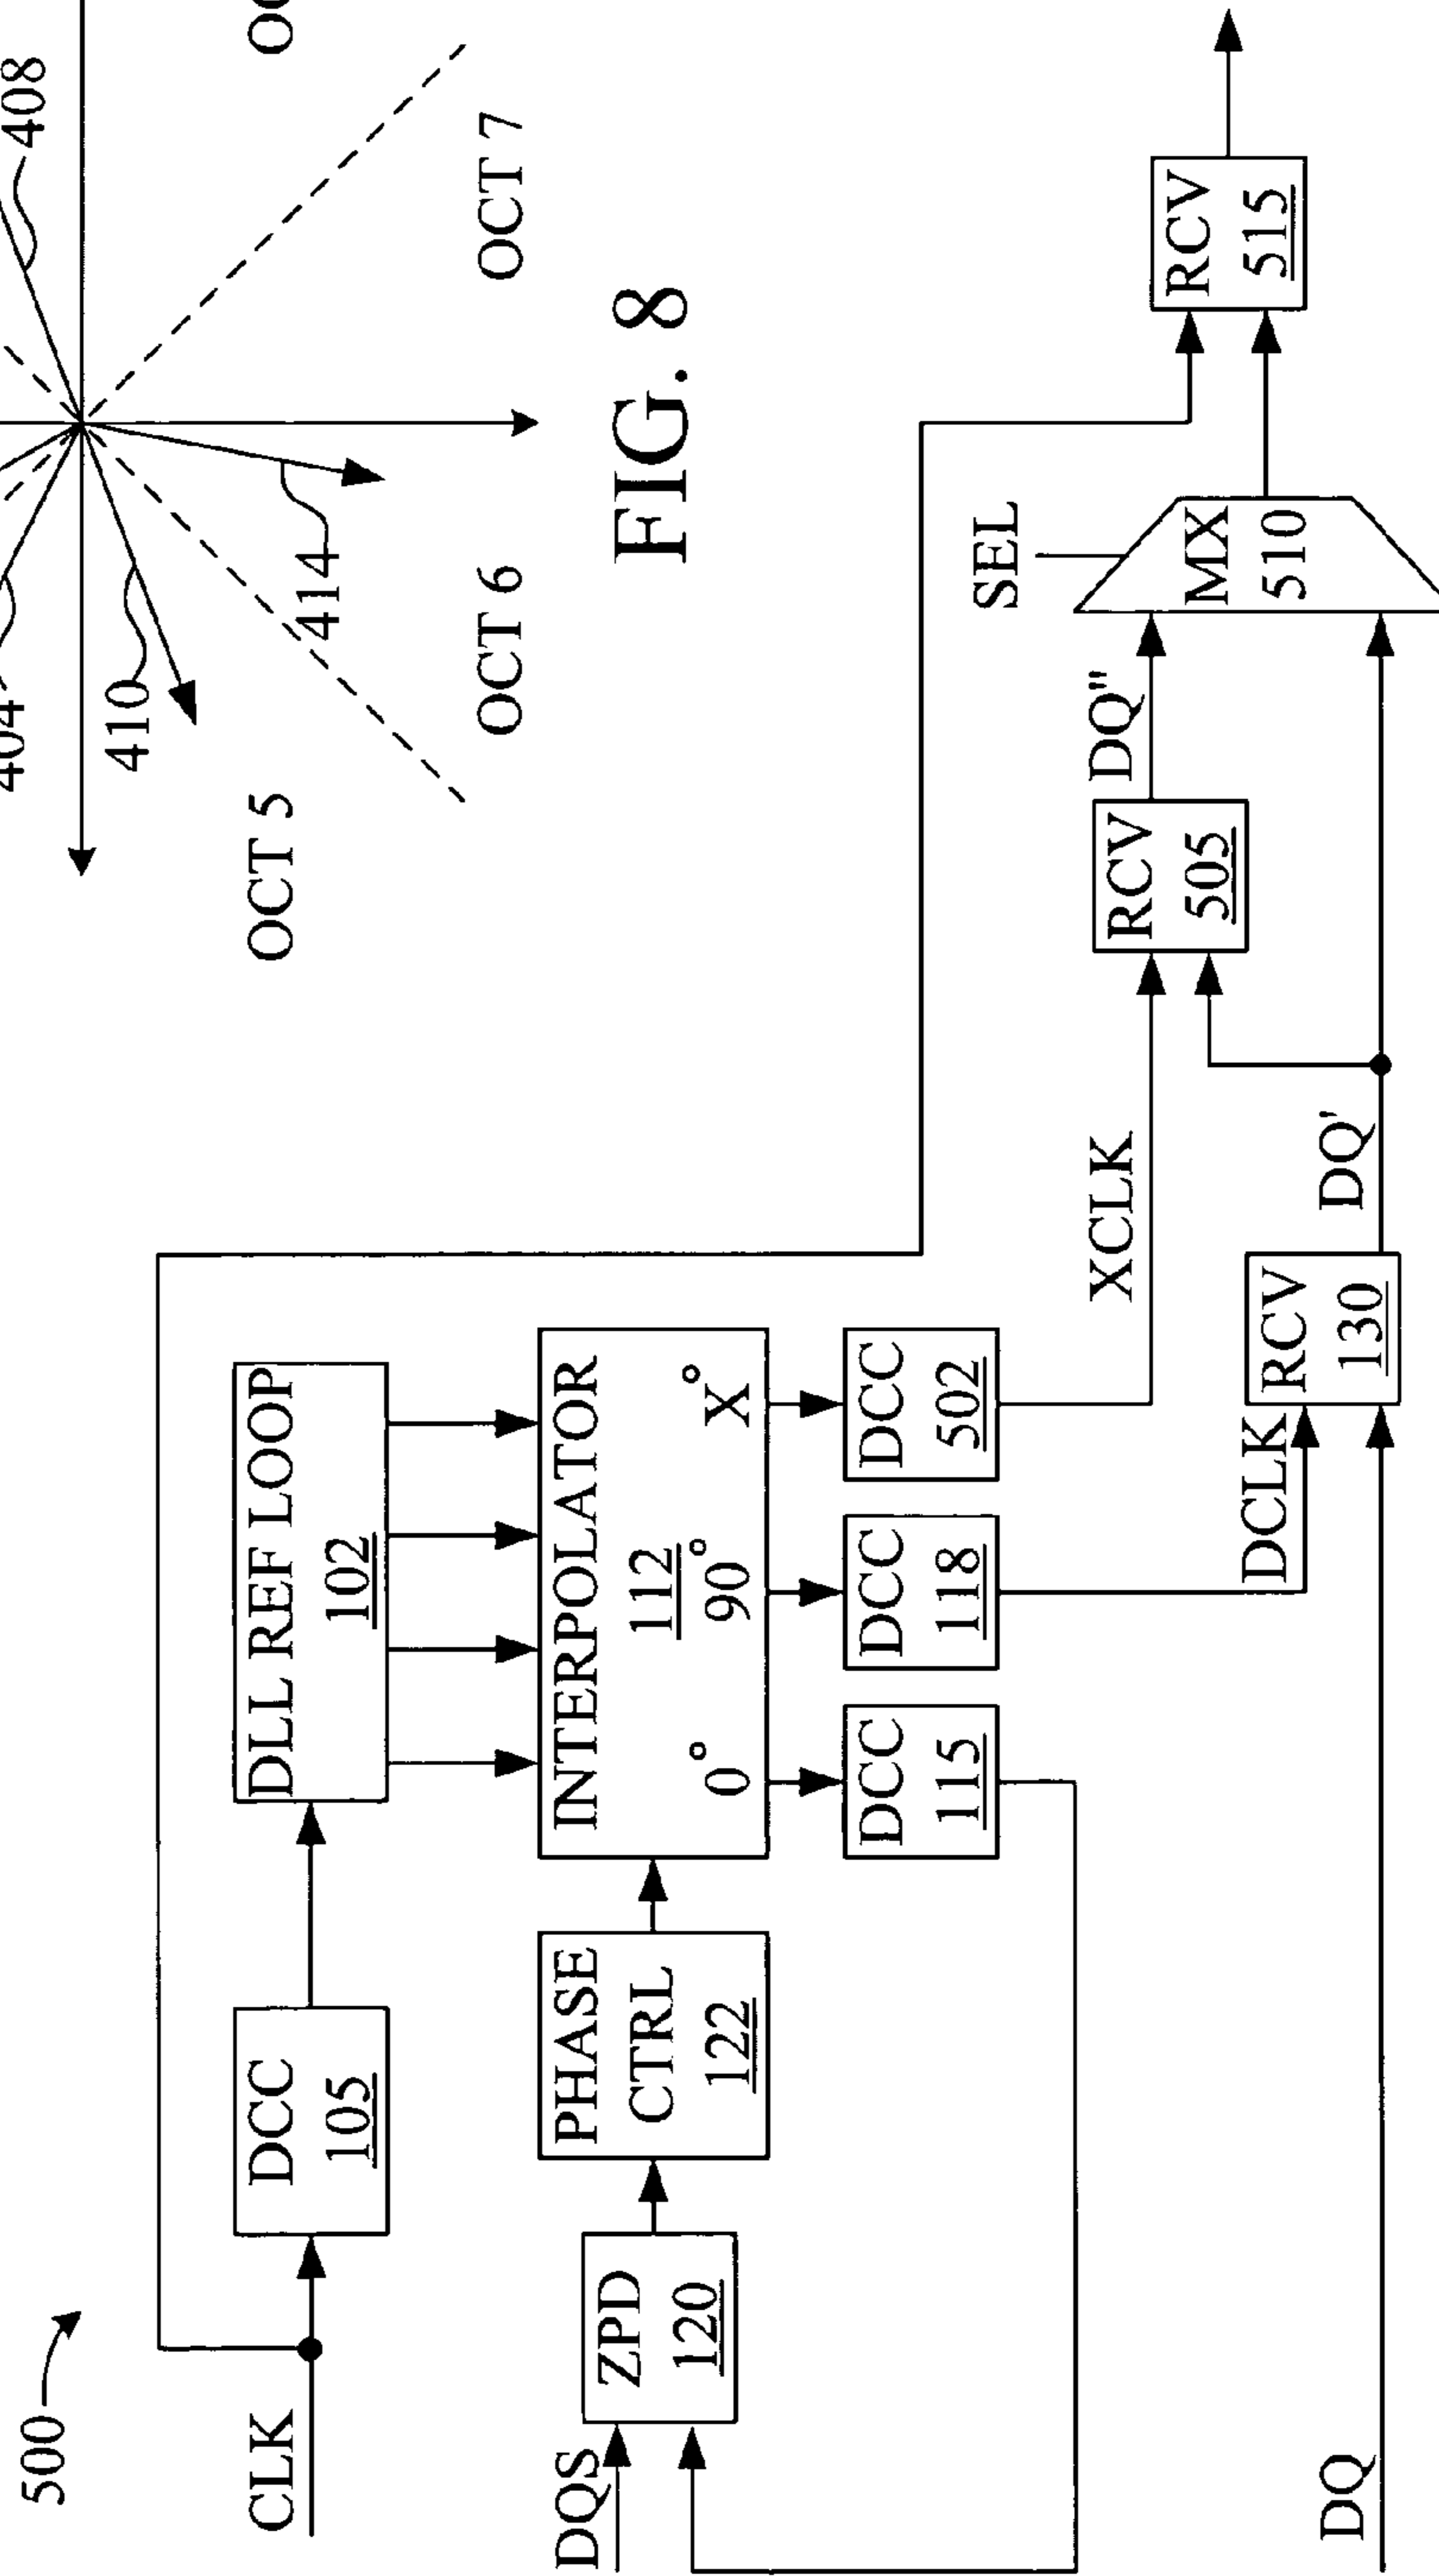 408
404
410
414
OCT 5
OCT 6
OCT 7
FIG. 8
500
CLK
DCC
105
DLL REF LOOP
102
DQS
ZPD
120
PHASE
CTRL
122
INTERPOLATOR
112
0°
90°
X°
DCC
115
DCC
118
DCC
502
XCLK
DCLK
DQ
RCV
130
DQ'
RCV
505
DQ"
SEL
MX
510
RCV
515